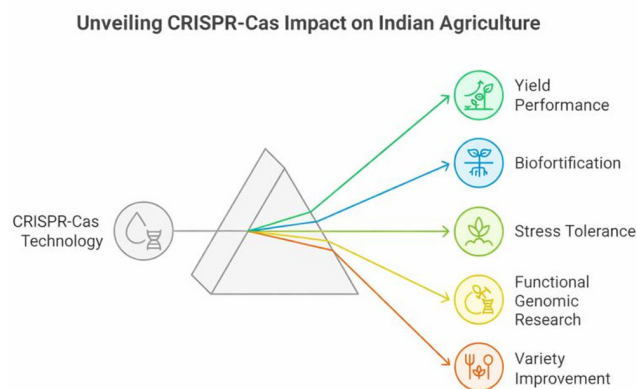 Unveiling CRISPR-Cas Impact on Indian Agriculture
CRISPR-Cas
Technology
Yield
Performance
Biofortification
Stress Tolerance
Functional
Genomic
Research
Variety
Improvement